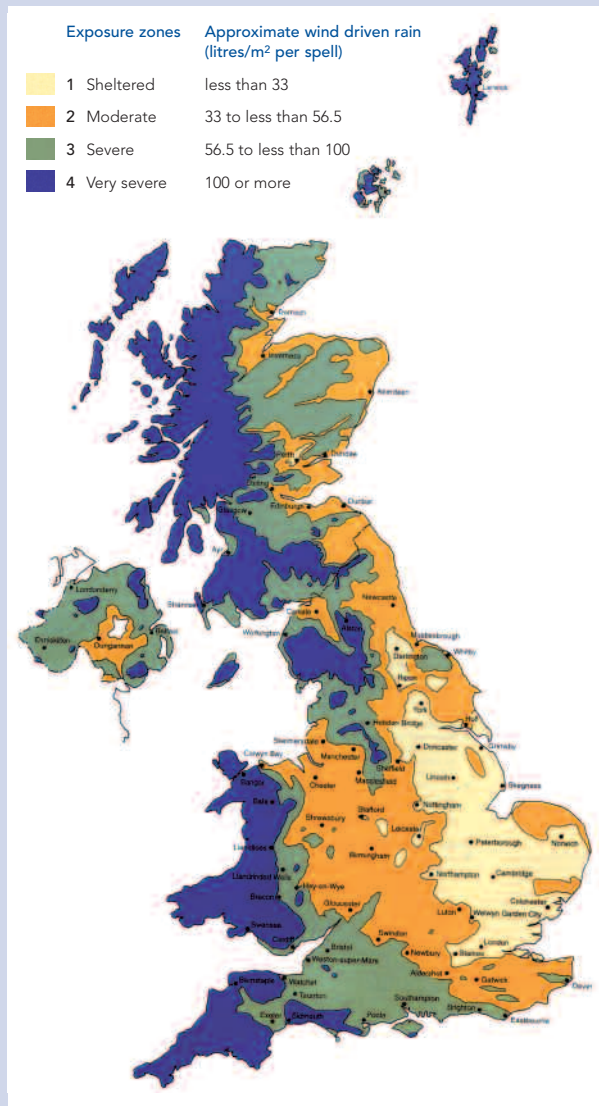 Exposure zones Approximate wind driven rain
(litres/m² per spell)
1 Sheltered less than 33
2 Moderate 33 to less than 56.5
3 Severe 56.5 to less than 100
4 Very severe 100 or more
Lerwick
Inverness
Aberdeen
Perth
Dundee
Stirling
Dunbar
Glasgow
Edinburgh
Ayr
Londonderry
Stranraer
Newcastle
Carlisle
Alston
Belfast
Workington
Enniskillen
Dungannon
Middlesbrough
Darlington
Whitby
Ripon
York
Hull
Hebden Bridge
Skelmersdale
Manchester
Doncaster
Grimsby
Colwyn Bay
Sheffield
Bangor
Chester
Macclesfield
Lincoln
Skegness
Bala
Nottingham
Shrewsbury
Stafford
Leicester
Norwich
Peterborough
Birmingham
Llandrindod Wells
Northampton
Cambridge
Hay-on-Wye
Brecon
Gloucester
Luton
Colchester
Welwyn Garden City
Swansea
Cardiff
Swindon
London
Bristol
Newbury
Staines
Weston-super-Mare
Barnstaple
Watchet
Aldershot
Gatwick
Dover
Taunton
Southampton
Exeter
Sidmouth
Poole
Brighton
Eastbourne